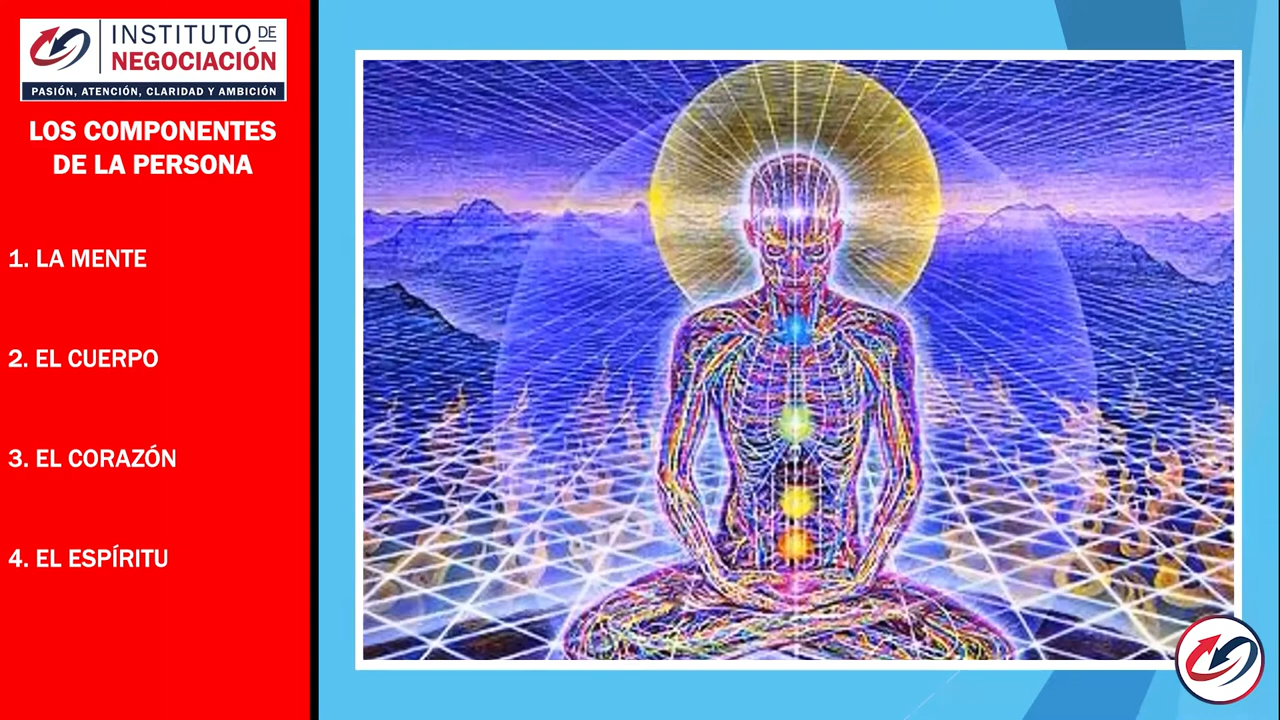 INSTITUTO DE
NEGOCIACIÓN
PASIÓN, ATENCIÓN, CLARIDAD Y AMBICIÓN
LOS COMPONENTES
DE LA PERSONA
1. LA MENTE
2. EL CUERPO
3. EL CORAZÓN
4. EL ESPÍRITU